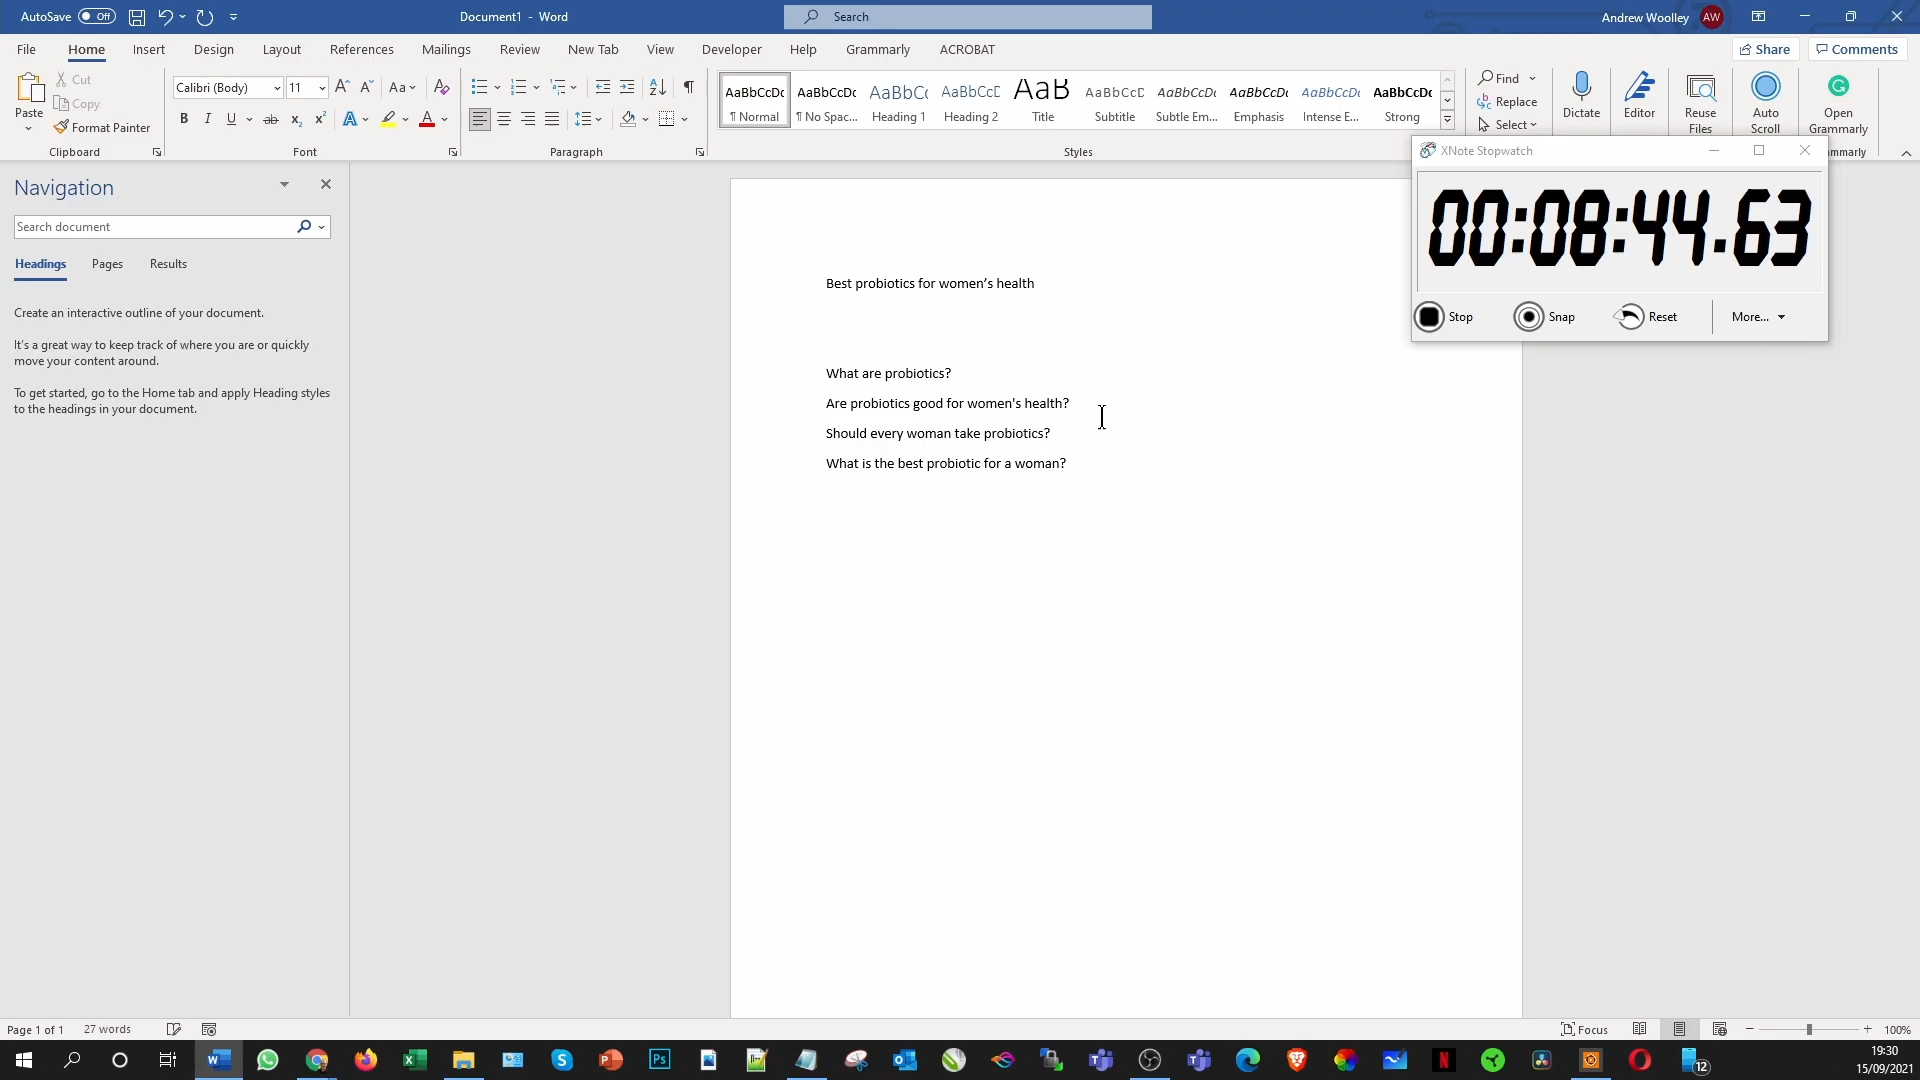 AutoSave Off
Document1 - Word
Search
Andrew Woolley AW
File Home Insert Design Layout References Mailings Review New Tab View Developer Help Grammarly ACROBAT
Share Comments
Paste
Cut
Copy
Format Painter
Clipboard
Calibri (Body) 11
Font
Paragraph
AaBbCcDc AaBbCcDc AaBbC AaBbCcD AaB AaBbCcD AaBbCcDc AaBbCcDc AaBbCcDc AaBbCcDc
¶ Normal ¶ No Spac... Heading 1 Heading 2 Title Subtitle Subtle Em... Emphasis Intense E... Strong
Styles
Find
Replace
Select
Dictate
Editor
Reuse Files
Auto Scroll
Open Grammarly
XNote Stopwatch
00:08:44.63
Stop Snap Reset More...
Navigation
Search document
Headings Pages Results
Create an interactive outline of your document.
It's a great way to keep track of where you are or quickly
move your content around.
To get started, go to the Home tab and apply Heading styles
to the headings in your document.
Best probiotics for women’s health
What are probiotics?
Are probiotics good for women's health?
Should every woman take probiotics?
What is the best probiotic for a woman?
Page 1 of 1 27 words
Focus
100%
19:30
15/09/2021
12